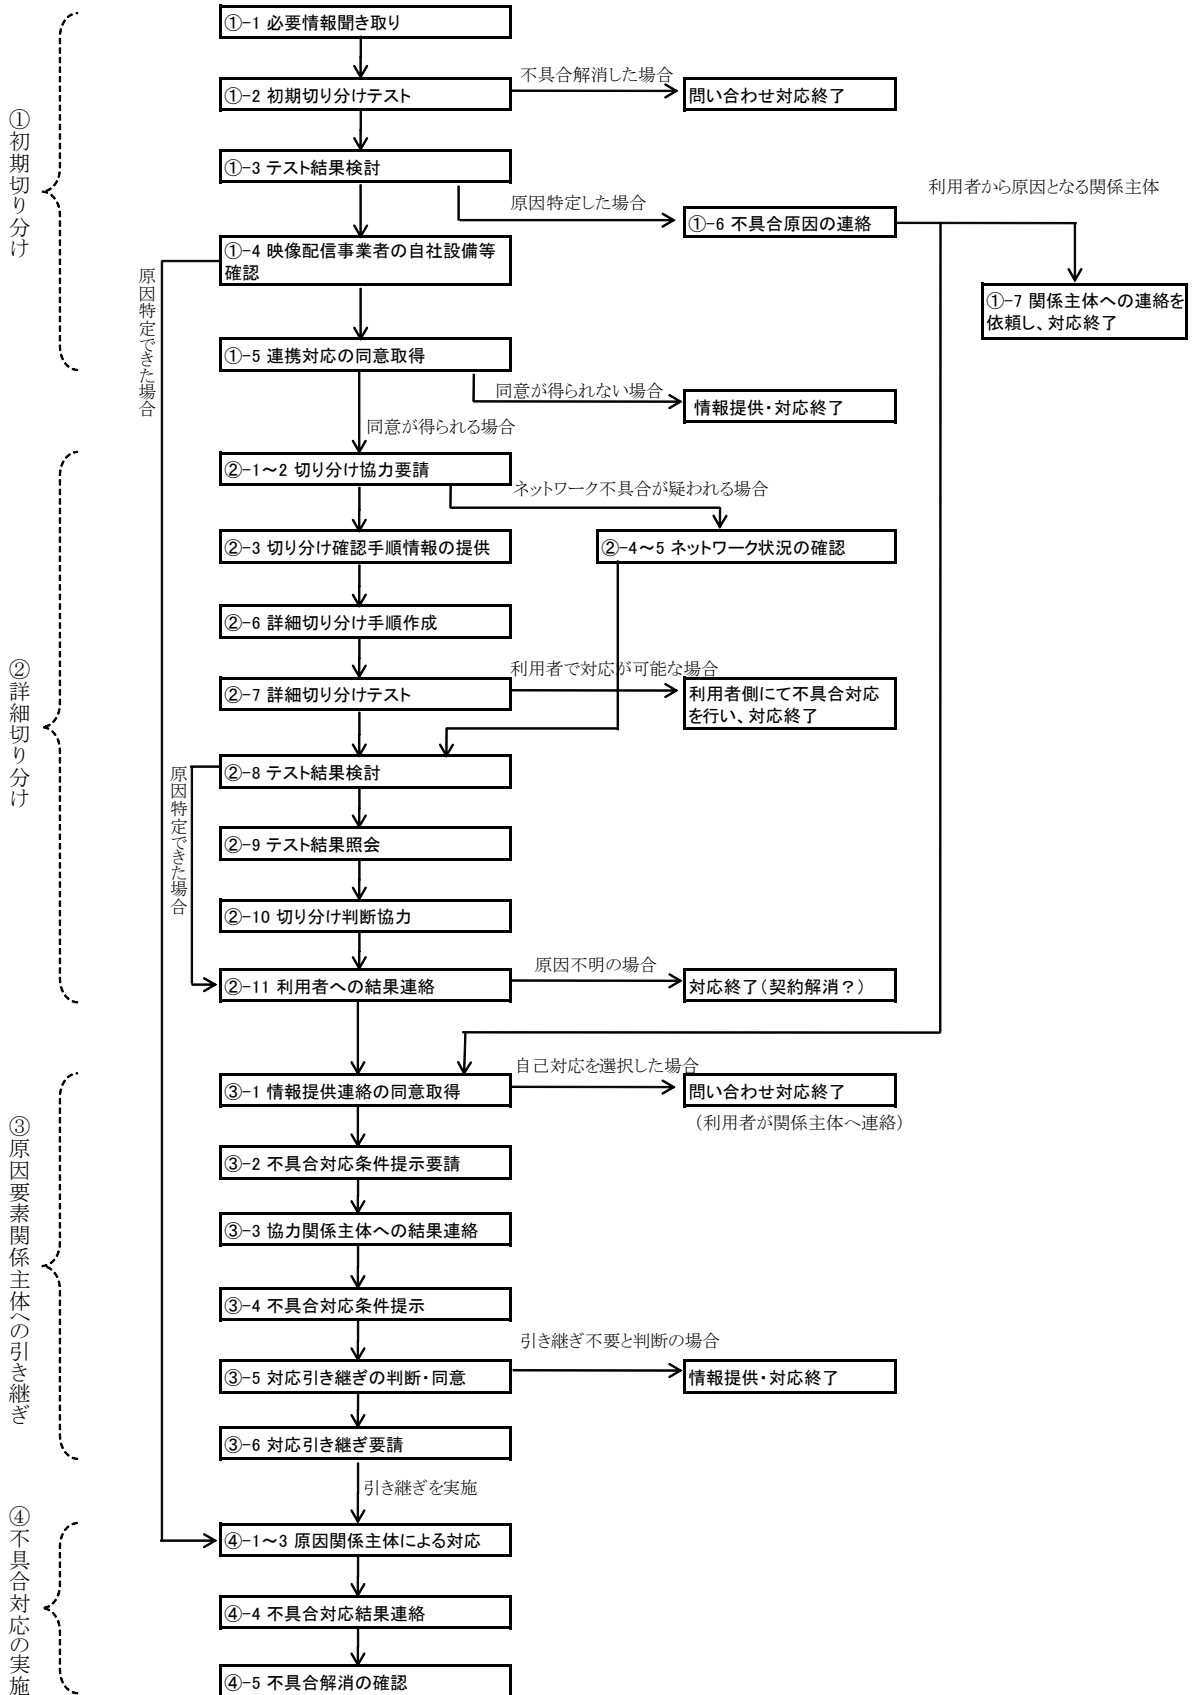 ①初期切り分け
①-1 必要情報聞き取り
不具合解消した場合
①-2 初期切り分けテスト
問い合わせ対応終了
①-3 テスト結果検討
原因特定した場合
利用者から原因となる関係主体
①-6 不具合原因の連絡
①-4 映像配信事業者の自社設備等
確認
原因特定できた場合
①-7 関係主体への連絡を
依頼し、対応終了
①-5 連携対応の同意取得
同意が得られない場合
情報提供・対応終了
同意が得られる場合
②詳細切り分け
②-1～2 切り分け協力要請
ネットワーク不具合が疑われる場合
②-3 切り分け確認手順情報の提供
②-4～5 ネットワーク状況の確認
②-6 詳細切り分け手順作成
利用者で対応が可能な場合
②-7 詳細切り分けテスト
利用者側にて不具合対応
を行い、対応終了
②-8 テスト結果検討
原因特定できた場合
②-9 テスト結果照会
②-10 切り分け判断協力
原因不明の場合
②-11 利用者への結果連絡
対応終了（契約解消？）
③原因要素関係主体への引き継ぎ
自己対応を選択した場合
③-1 情報提供連絡の同意取得
問い合わせ対応終了
（利用者が関係主体へ連絡）
③-2 不具合対応条件提示要請
③-3 協力関係主体への結果連絡
③-4 不具合対応条件提示
引き継ぎ不要と判断の場合
③-5 対応引き継ぎの判断・同意
情報提供・対応終了
③-6 対応引き継ぎ要請
引き継ぎを実施
④不具合対応の実施
④-1～3 原因関係主体による対応
④-4 不具合対応結果連絡
④-5 不具合解消の確認